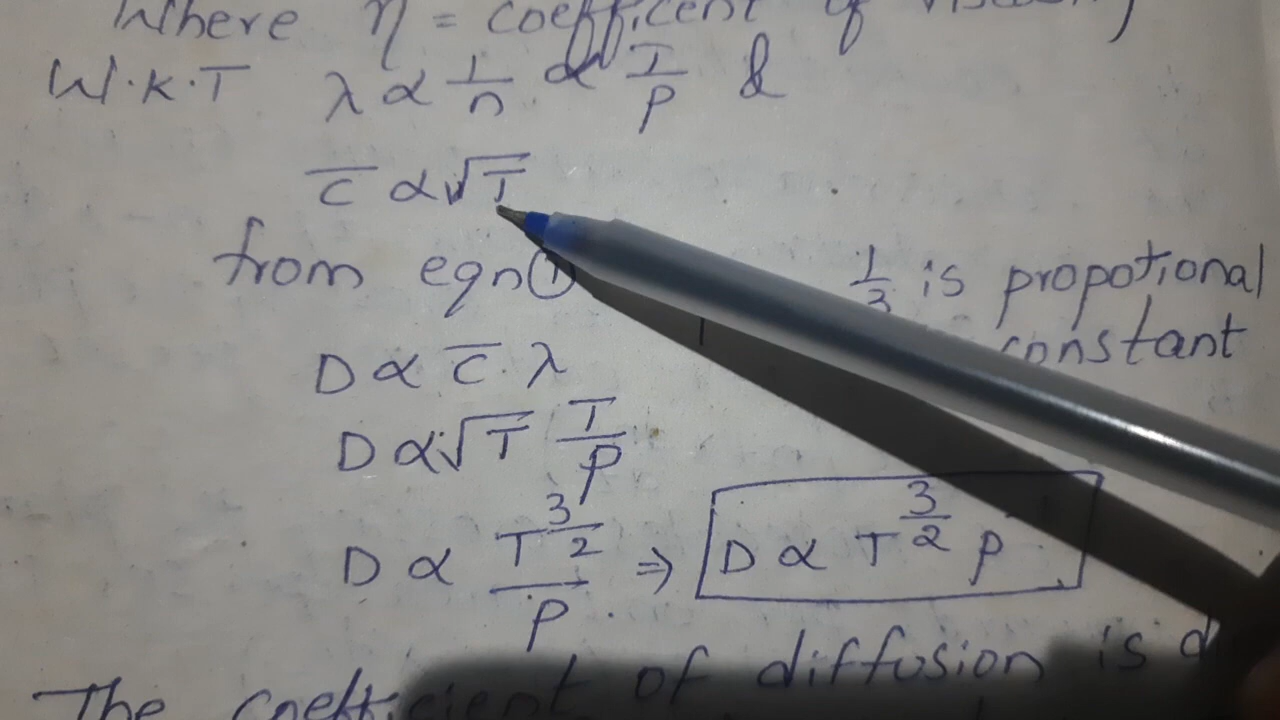 Where η = coefficent of
W.K.T λ ∝ 1/n ∝ T/P &
c̅ ∝ √T
from eqn ①
1/3 is propotional
constant
D ∝ c̅ λ
D ∝ √T T/P
D ∝ T^3/2 / P ⇒ D ∝ T^3/2 P
The coefficient of diffusion is